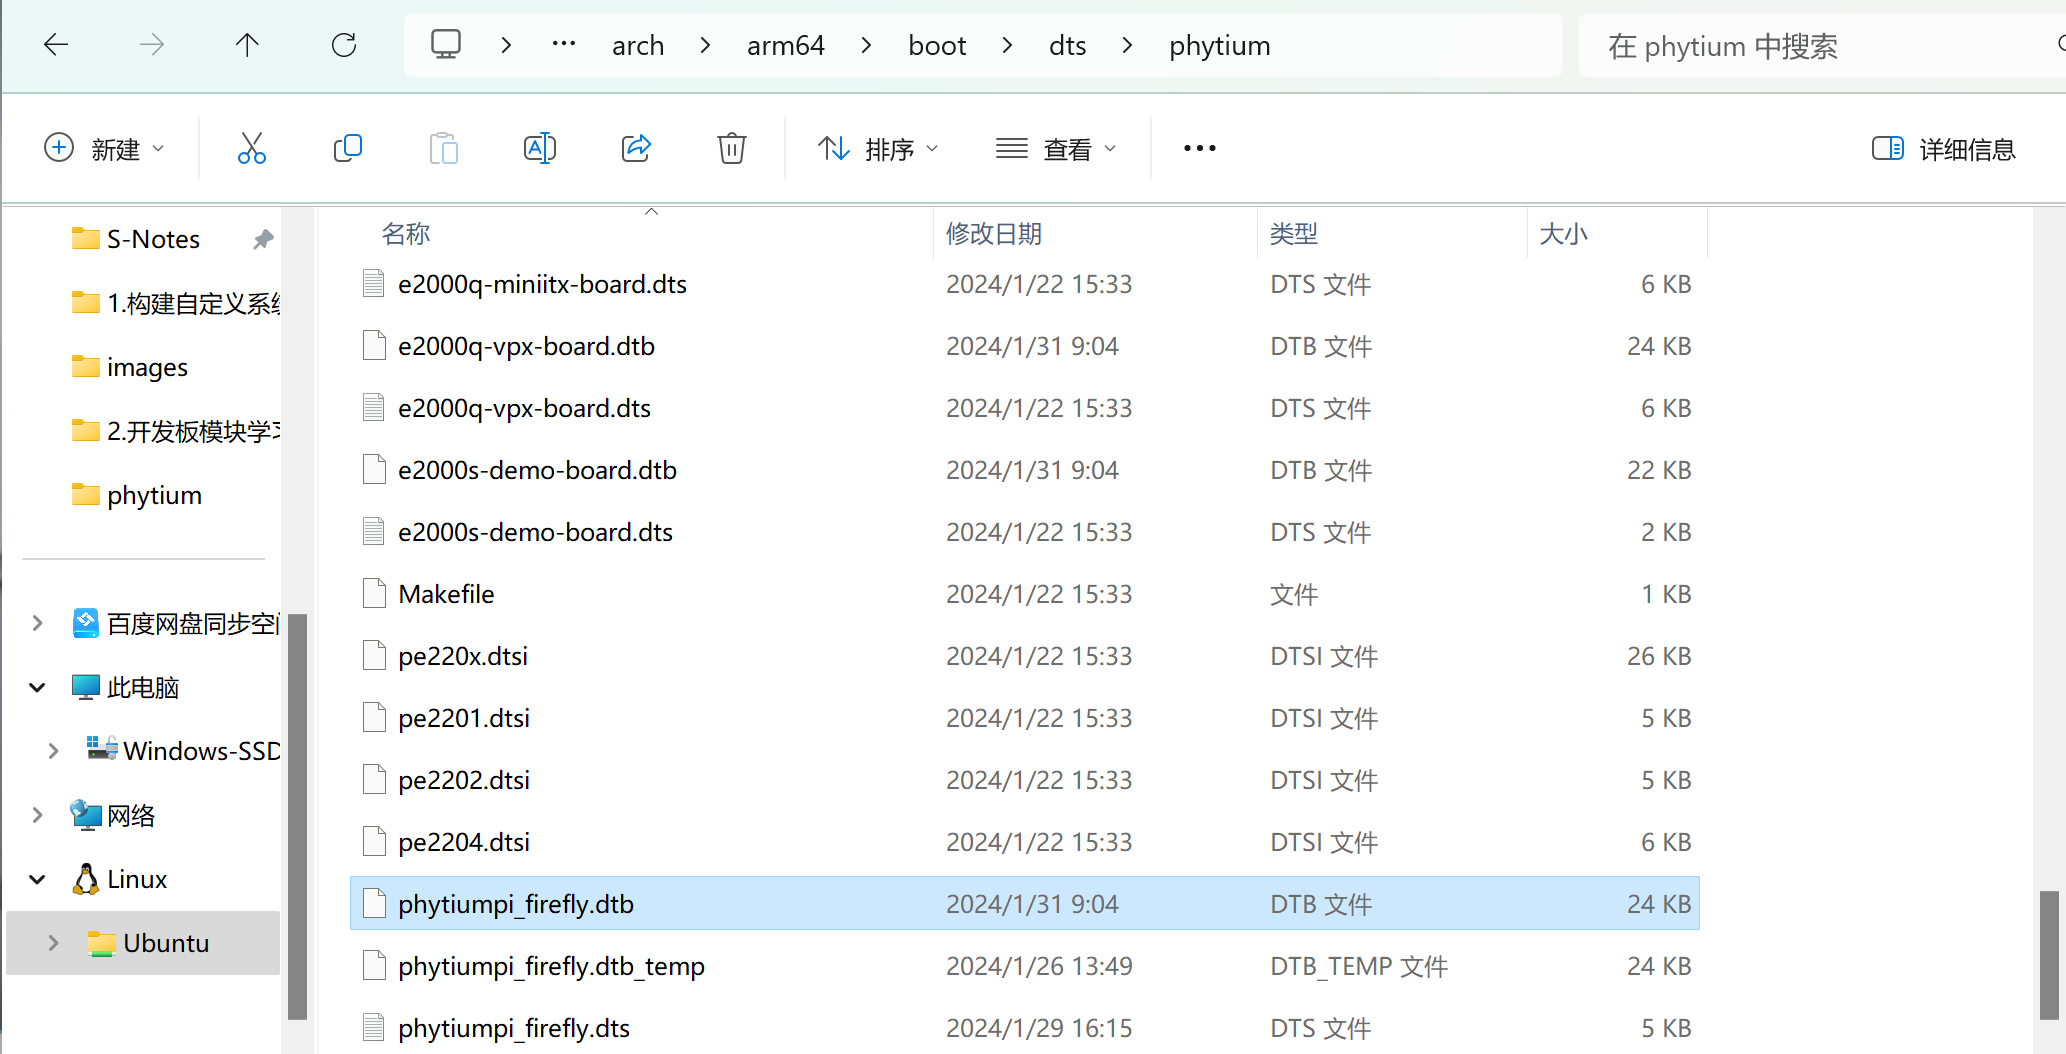 … arch arm64 boot dts phytium 在 phytium 中搜索
新建 排序 查看 … 详细信息
S-Notes
1.构建自定义系统
images
2.开发板模块学习
phytium
百度网盘同步空间
此电脑
Windows-SSD
网络
Linux
Ubuntu
名称 修改日期 类型 大小
e2000q-miniitx-board.dts 2024/1/22 15:33 DTS 文件 6 KB
e2000q-vpx-board.dtb 2024/1/31 9:04 DTB 文件 24 KB
e2000q-vpx-board.dts 2024/1/22 15:33 DTS 文件 6 KB
e2000s-demo-board.dtb 2024/1/31 9:04 DTB 文件 22 KB
e2000s-demo-board.dts 2024/1/22 15:33 DTS 文件 2 KB
Makefile 2024/1/22 15:33 文件 1 KB
pe220x.dtsi 2024/1/22 15:33 DTSI 文件 26 KB
pe2201.dtsi 2024/1/22 15:33 DTSI 文件 5 KB
pe2202.dtsi 2024/1/22 15:33 DTSI 文件 5 KB
pe2204.dtsi 2024/1/22 15:33 DTSI 文件 6 KB
phytiumpi_firefly.dtb 2024/1/31 9:04 DTB 文件 24 KB
phytiumpi_firefly.dtb_temp 2024/1/26 13:49 DTB_TEMP 文件 24 KB
phytiumpi_firefly.dts 2024/1/29 16:15 DTS 文件 5 KB